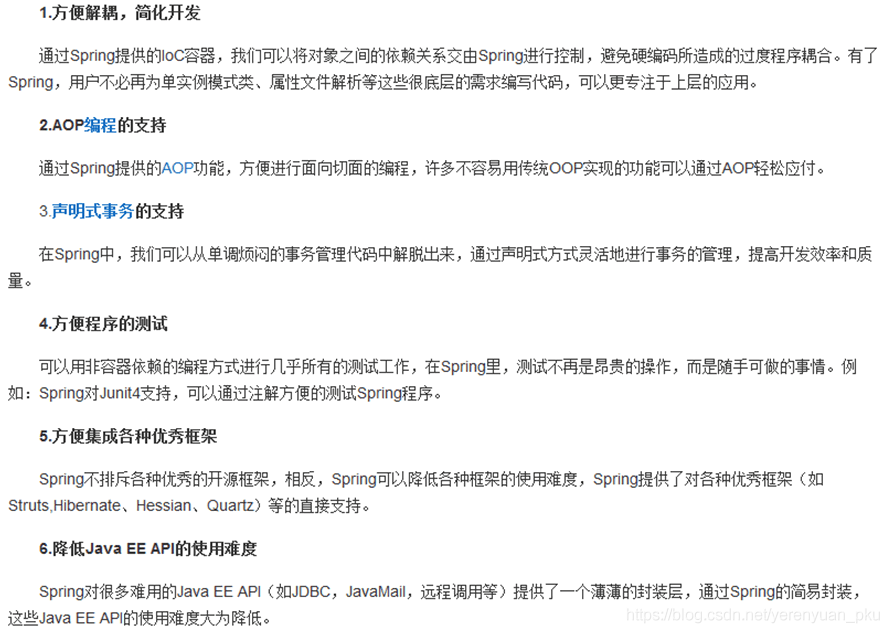 1.方便解耦，简化开发
通过Spring提供的IoC容器，我们可以将对象之间的依赖关系交由Spring进行控制，避免硬编码所造成的过度程序耦合。有了
Spring，用户不必再为单实例模式类、属性文件解析等这些很底层的需求编写代码，可以更专注于上层的应用。
2.AOP编程的支持
通过Spring提供的AOP功能，方便进行面向切面的编程，许多不容易用传统OOP实现的功能可以通过AOP轻松应付。
3.声明式事务的支持
在Spring中，我们可以从单调烦闷的事务管理代码中解脱出来，通过声明式方式灵活地进行事务的管理，提高开发效率和质
量。
4.方便程序的测试
可以用非容器依赖的编程方式进行几乎所有的测试工作，在Spring里，测试不再是昂贵的操作，而是随手可做的事情。例
如：Spring对Junit4支持，可以通过注解方便的测试Spring程序。
5.方便集成各种优秀框架
Spring不排斥各种优秀的开源框架，相反，Spring可以降低各种框架的使用难度，Spring提供了对各种优秀框架（如
Struts,Hibernate、Hessian、Quartz）等的直接支持。
6.降低Java EE API的使用难度
Spring对很多难用的Java EE API（如JDBC，JavaMail，远程调用等）提供了一个薄薄的封装层，通过Spring的简易封装，
这些Java EE API的使用难度大为降低。
https://blog.csdn.net/yerenyuan_pku